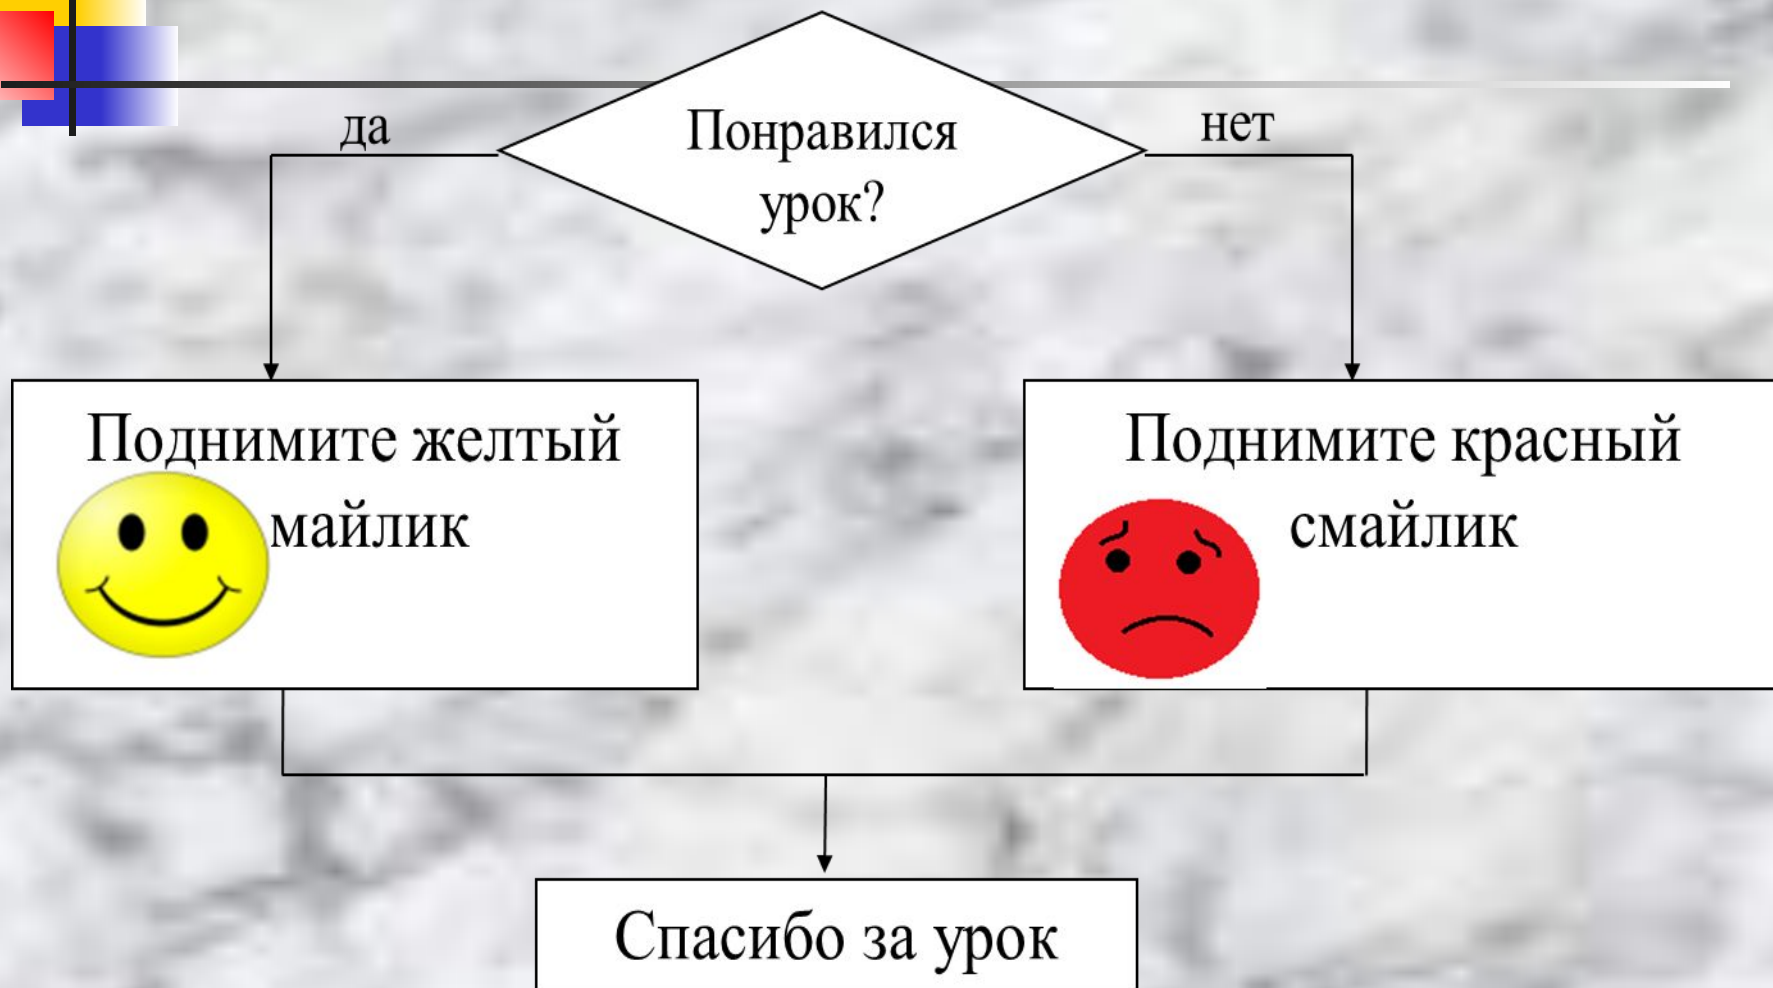 Понравился
урок?
да
нет
Поднимите желтый
майлик
Поднимите красный
смайлик
Спасибо за урок